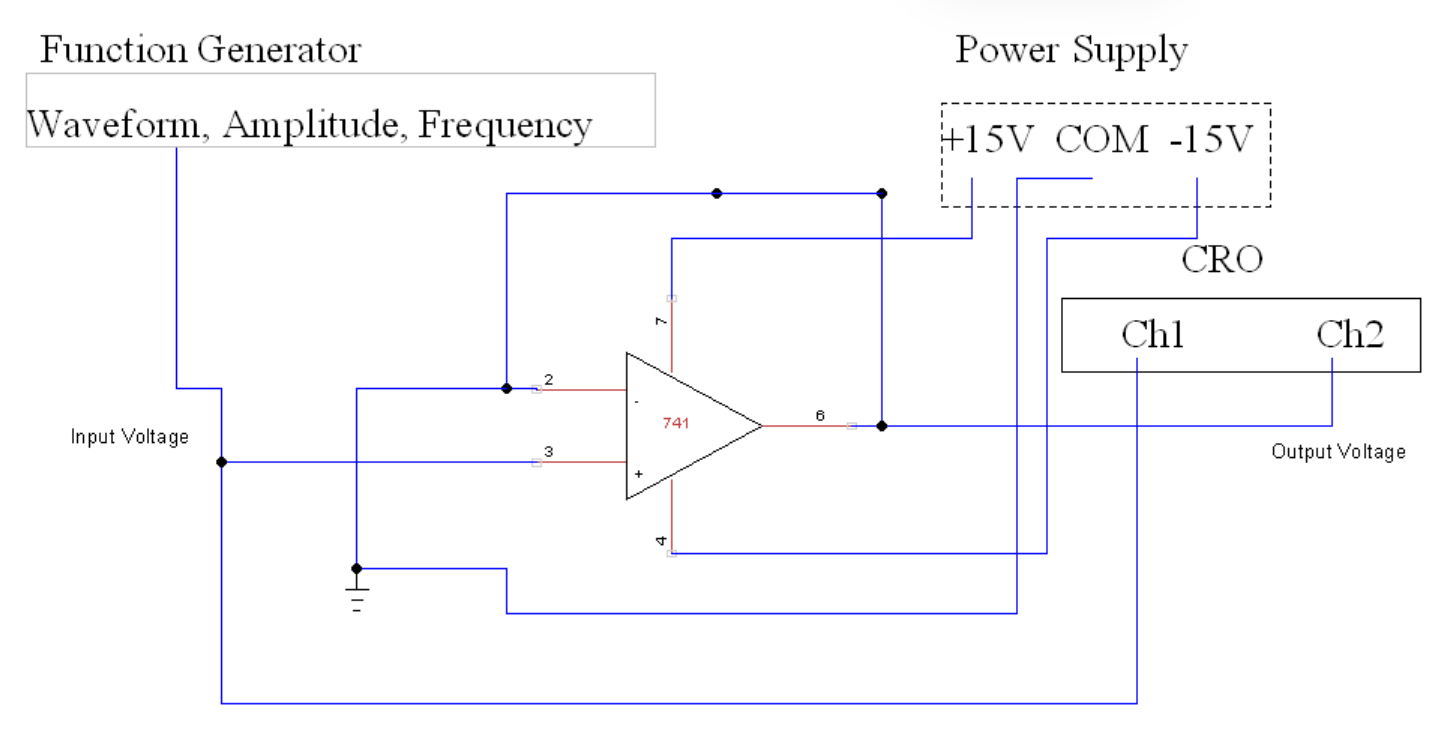 Function Generator
Power Supply
Waveform, Amplitude, Frequency
+15V COM -15V
CRO
Ch1
Ch2
7
2
-
741
6
3
+
4
Input Voltage
Output Voltage